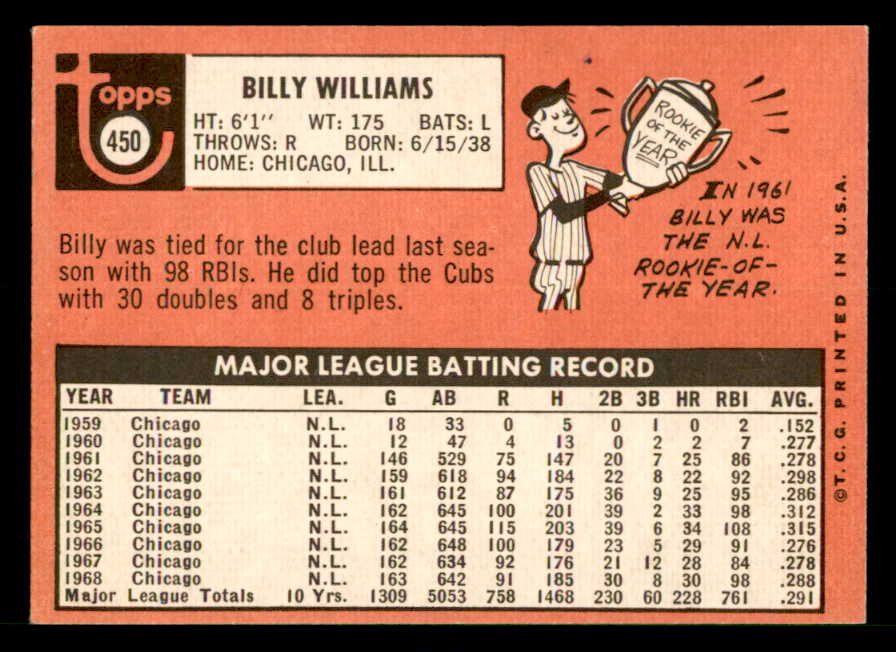 topps
450
BILLY WILLIAMS
HT: 6'1" WT: 175 BATS: L
THROWS: R BORN: 6/15/38
HOME: CHICAGO, ILL.
Billy was tied for the club lead last sea-
son with 98 RBIs. He did top the Cubs
with 30 doubles and 8 triples.
ROOKIE
OF THE
YEAR
IN 1961
BILLY WAS
THE N.L.
ROOKIE-OF-
THE YEAR.
MAJOR LEAGUE BATTING RECORD
YEAR TEAM LEA. G AB R H 2B 3B HR RBI AVG.
1959 Chicago N.L. 18 33 0 5 0 1 0 2 .152
1960 Chicago N.L. 12 47 4 13 0 2 2 7 .277
1961 Chicago N.L. 146 529 75 147 20 7 25 86 .278
1962 Chicago N.L. 159 618 94 184 22 8 22 92 .298
1963 Chicago N.L. 161 612 87 175 36 9 25 95 .286
1964 Chicago N.L. 162 645 100 201 39 2 33 98 .312
1965 Chicago N.L. 164 645 115 203 39 6 34 108 .315
1966 Chicago N.L. 162 648 100 179 23 5 29 91 .276
1967 Chicago N.L. 162 634 92 176 21 12 28 84 .278
1968 Chicago N.L. 163 642 91 185 30 8 30 98 .288
Major League Totals 10 Yrs. 1309 5053 758 1468 230 60 228 761 .291
©T.C.G. PRINTED IN U.S.A.